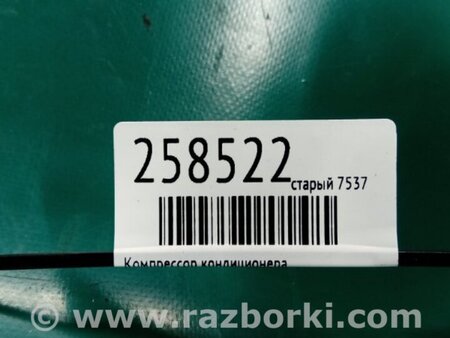 258522
старый 7537
Компрессор кондиционера
www.razborki.com